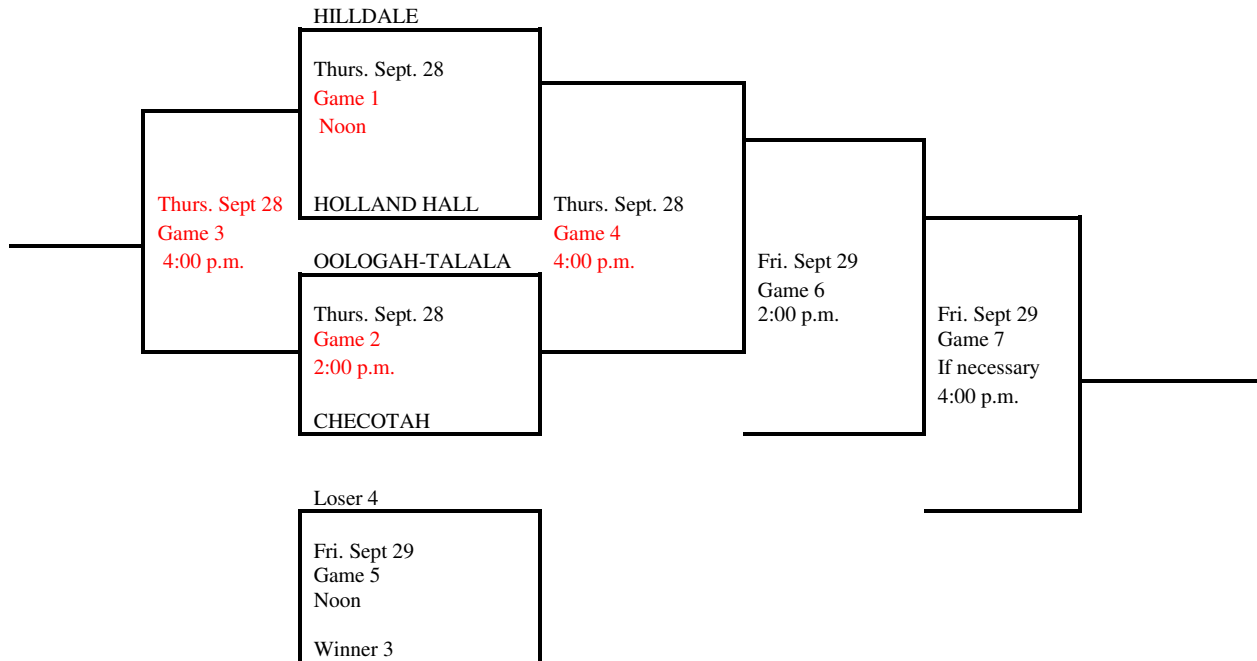 HILLDALE
Thurs. Sept. 28
Game 1
Noon
HOLLAND HALL
Thurs. Sept 28
Game 3
4:00 p.m.
Thurs. Sept. 28
Game 4
4:00 p.m.
OOLOGAH-TALALA
Thurs. Sept. 28
Game 2
2:00 p.m.
CHECOTAH
Fri. Sept 29
Game 6
2:00 p.m.
Fri. Sept 29
Game 7
If necessary
4:00 p.m.
Loser 4
Fri. Sept 29
Game 5
Noon
Winner 3